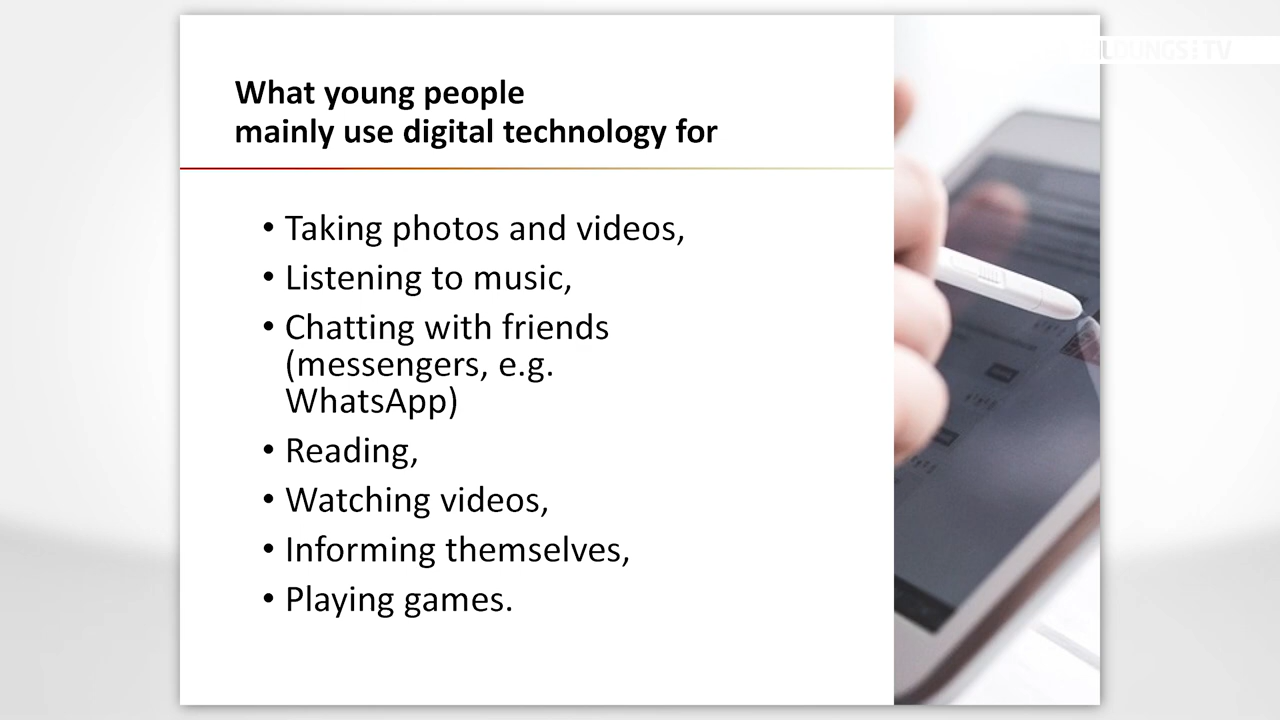 What young people
mainly use digital technology for
• Taking photos and videos,
• Listening to music,
• Chatting with friends
(messengers, e.g.
WhatsApp)
• Reading,
• Watching videos,
• Informing themselves,
• Playing games.